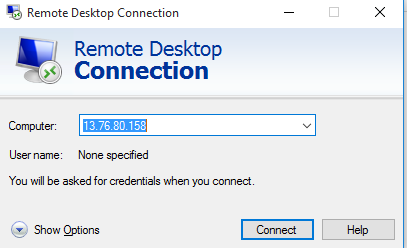 Remote Desktop Connection
Remote Desktop
Connection
Computer: 13.76.80.158
User name: None specified
You will be asked for credentials when you connect.
Show Options Connect Help